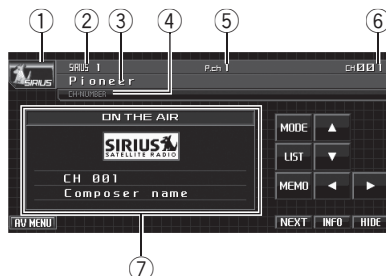 ① ② ③ ④ ⑤ ⑥
SIRIUS 1 P.ch 1 CH 001
SIRIUS
Pioneer
CH-NUMBER
ON THE AIR
SIRIUS
SATELLITE RADIO
CH 001
Composer name
MODE
LIST
MEMO
AV MENU NEXT INFO HIDE
⑦